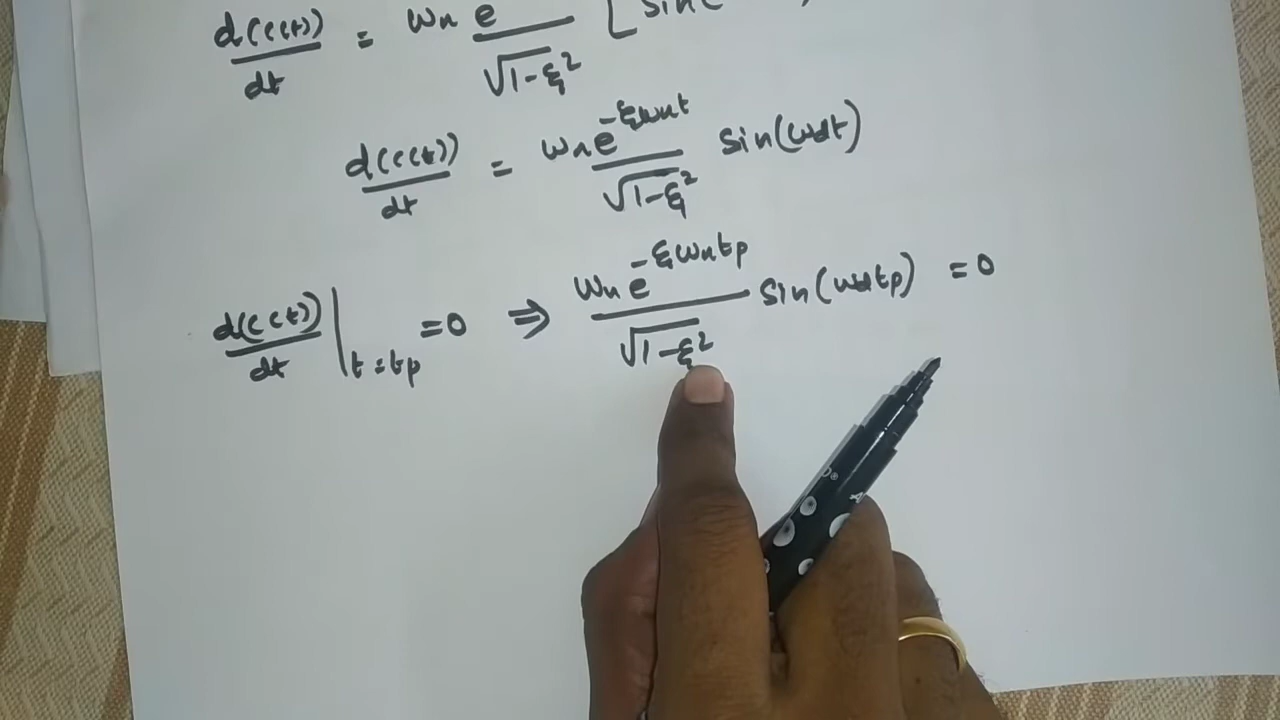 d(c(t))/dt = ωn e / √1-ξ² [ sin(
d(c(t))/dt = ωn e^-ξωnt / √1-ξ² sin(ωdt)
d(c(t))/dt |t=tp =0 ⇒ ωn e^-ξωntp / √1-ξ² sin(ωdtp) =0